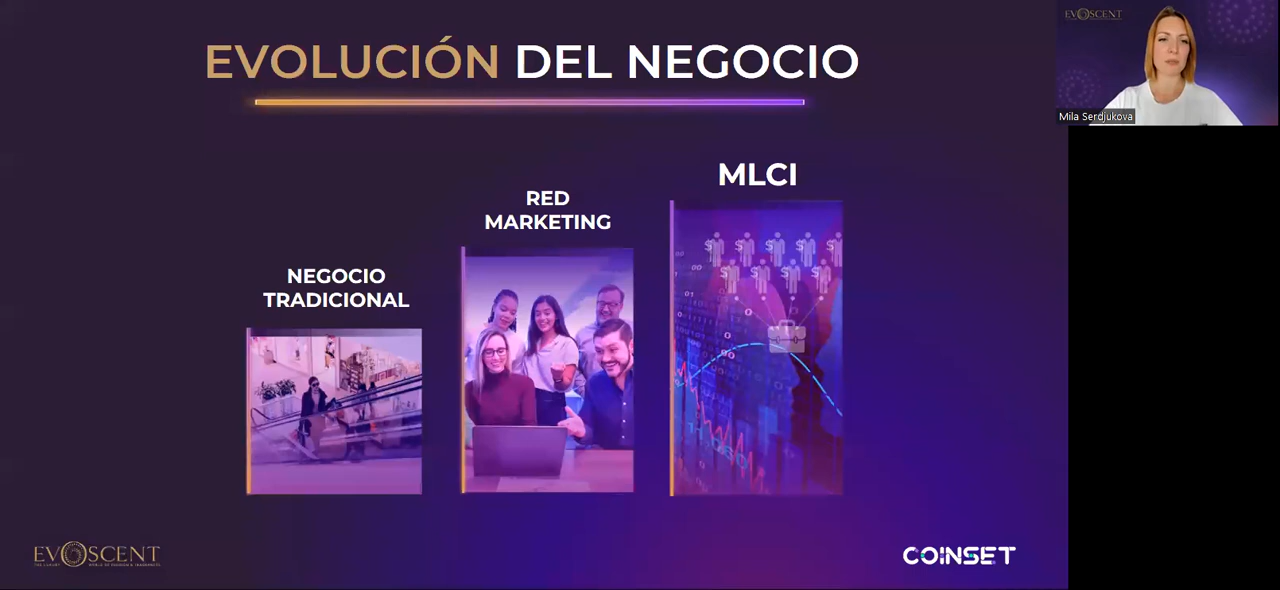 EVOLUCIÓN DEL NEGOCIO
EVOSCENT
Mila Serdjukova
MLCI
RED
MARKETING
NEGOCIO
TRADICIONAL
EVOSCENT
COINSET